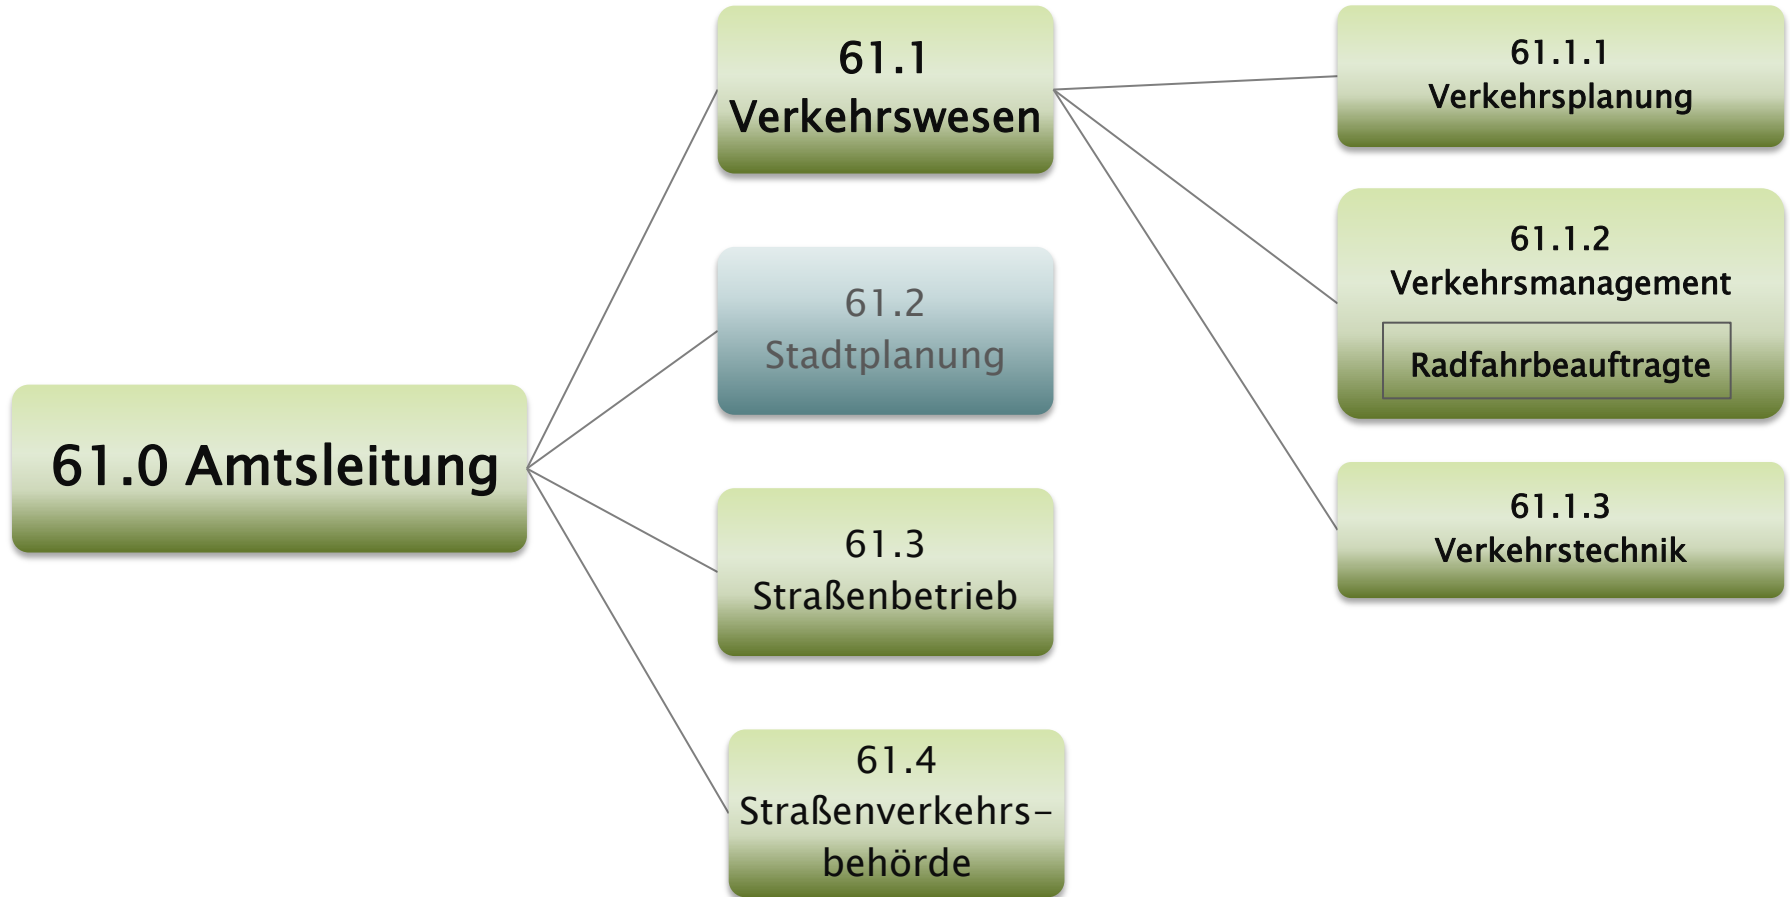 61.0 Amtsleitung
61.1
Verkehrswesen
61.2
Stadtplanung
61.3
Straßenbetrieb
61.4
Straßenverkehrs-
behörde
61.1.1
Verkehrsplanung
61.1.2
Verkehrsmanagement
Radfahrbeauftragte
61.1.3
Verkehrstechnik